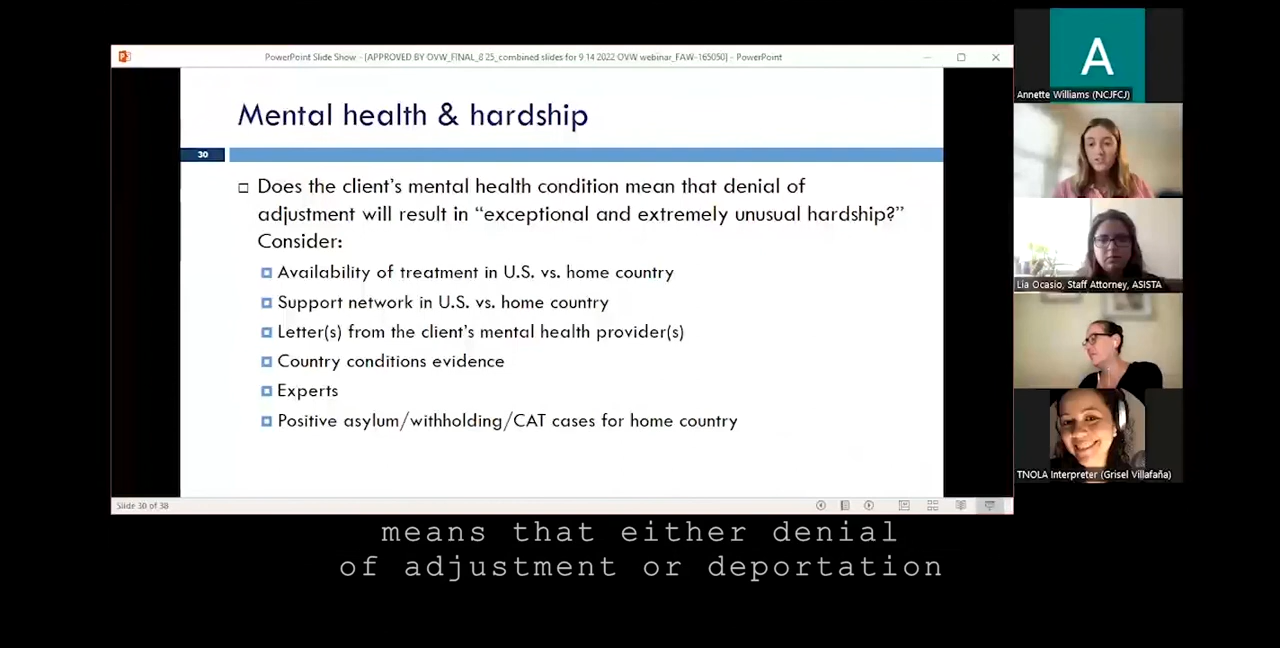 PowerPoint Slide Show - [APPROVED BY OVW_FINAL_8 25_combined slides for 9 14 2022 OVW webinar_FAW-165050] - PowerPoint
Mental health & hardship
30
Does the client's mental health condition mean that denial of
adjustment will result in “exceptional and extremely unusual hardship?”
Consider:
Availability of treatment in U.S. vs. home country
Support network in U.S. vs. home country
Letter(s) from the client's mental health provider(s)
Country conditions evidence
Experts
Positive asylum/withholding/CAT cases for home country
Slide 30 of 38
A
Annette Williams (NCJFCJ)
Lia Ocasio, Staff Attorney, ASISTA
TNOLA Interpreter (Grisel Villafaña)
means that either denial
of adjustment or deportation